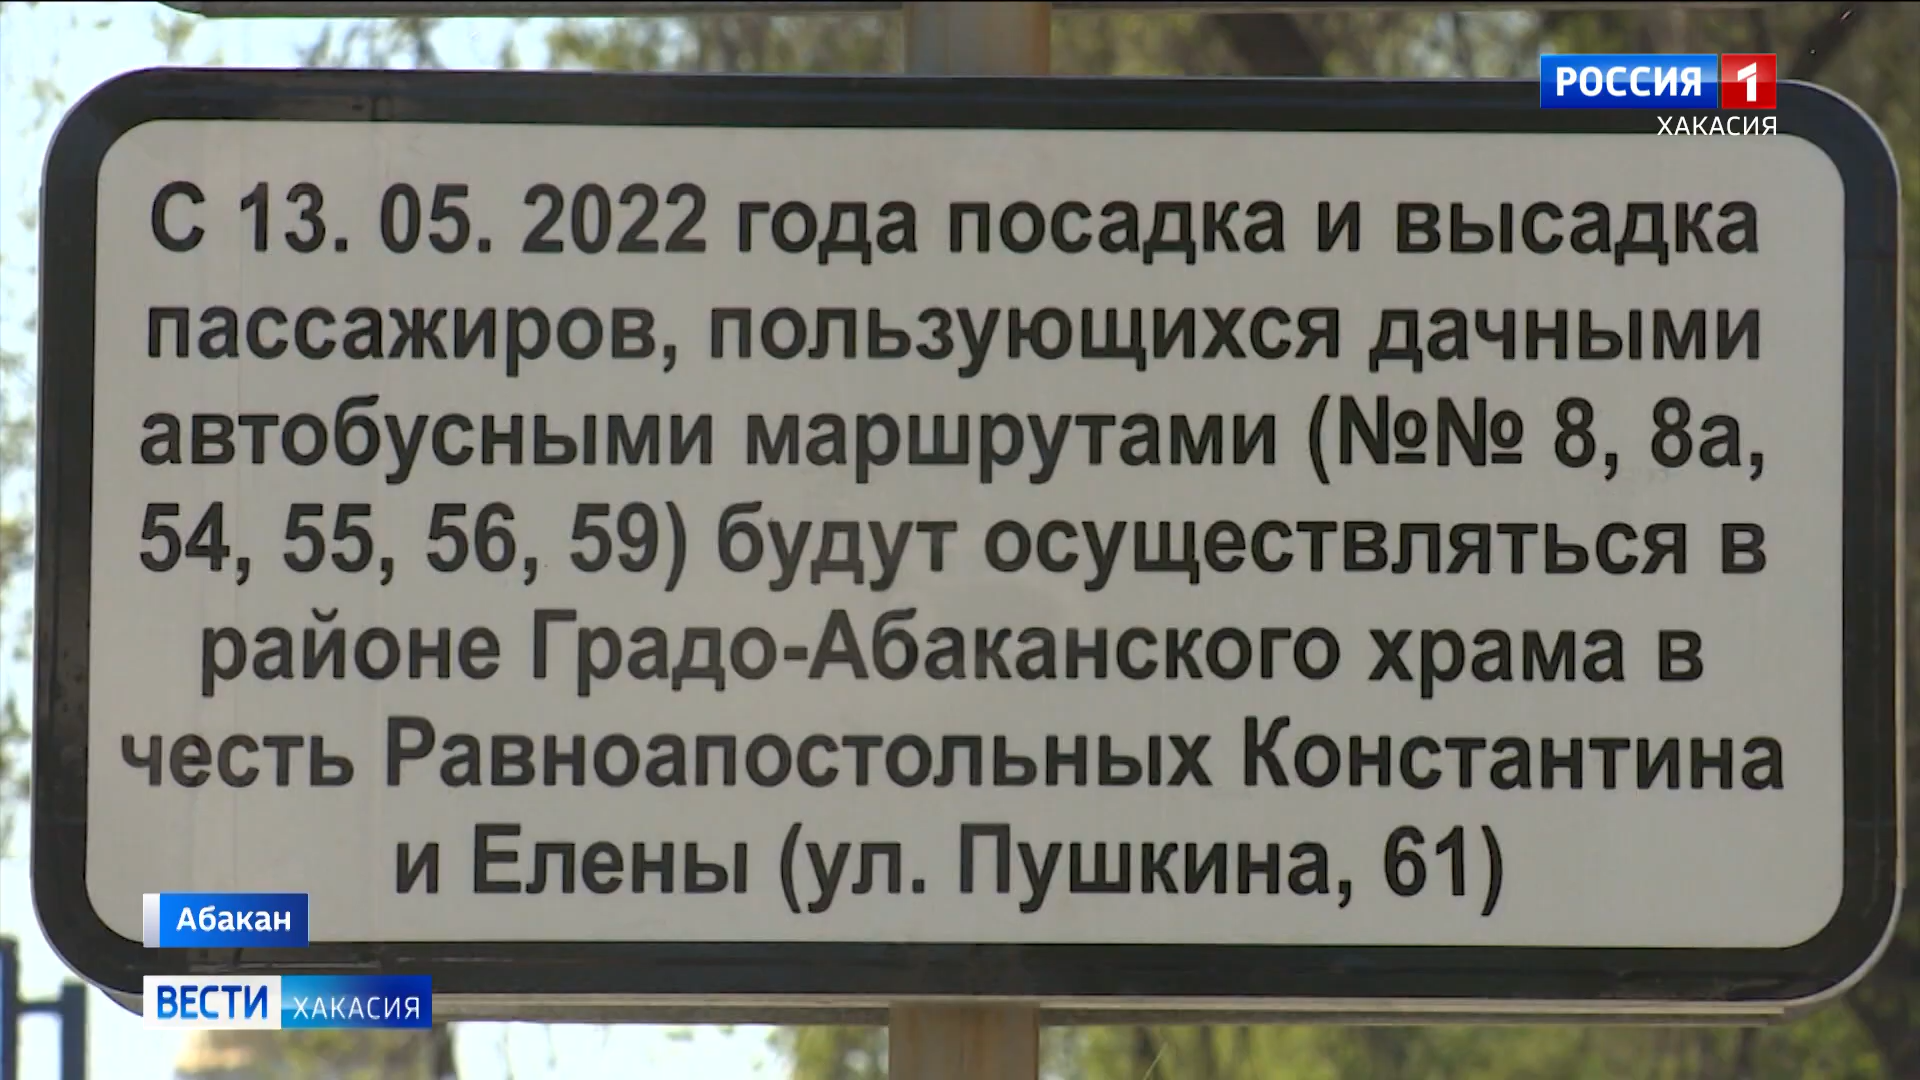 РОССИЯ 1
ХАКАСИЯ
С 13. 05. 2022 года посадка и высадка
пассажиров, пользующихся дачными
автобусными маршрутами (№№ 8, 8а,
54, 55, 56, 59) будут осуществляться в
районе Градо-Абаканского храма в
честь Равноапостольных Константина
и Елены (ул. Пушкина, 61)
Абакан
ВЕСТИ ХАКАСИЯ